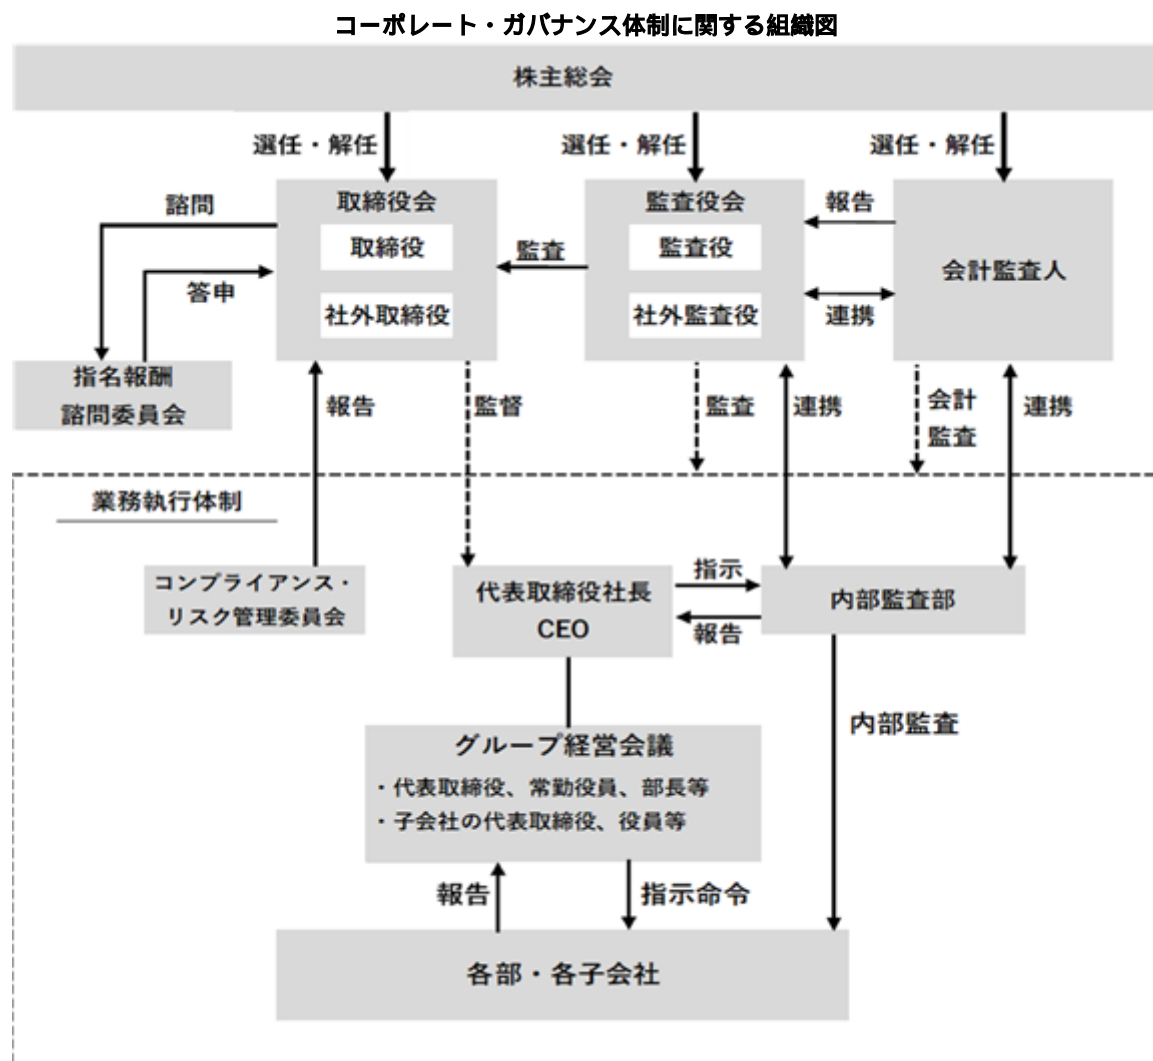 コーポレート・ガバナンス体制に関する組織図
株主総会
選任・解任
選任・解任
選任・解任
諮問
答申
指名報酬
諮問委員会
取締役会
取締役
社外取締役
監査
監査役会
監査役
社外監査役
報告
連携
会計監査人
報告
監督
監査
連携
会計
監査
連携
業務執行体制
コンプライアンス・
リスク管理委員会
代表取締役社長
CEO
指示
報告
内部監査部
内部監査
グループ経営会議
・代表取締役、常勤役員、部長等
・子会社の代表取締役、役員等
報告
指示命令
各部・各子会社